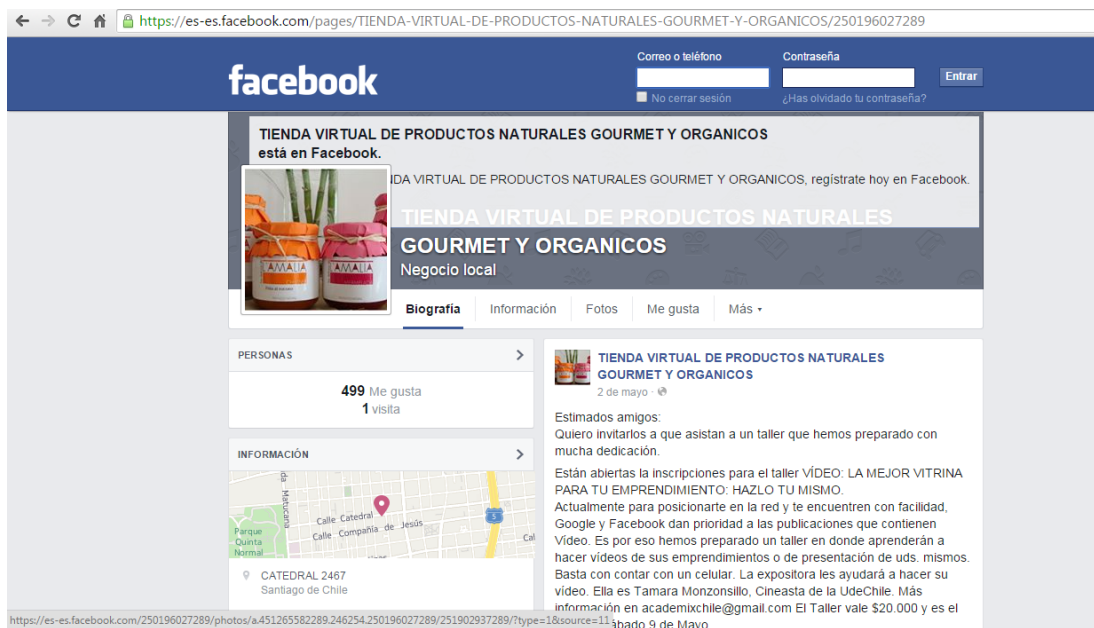 https://es-es.facebook.com/pages/TIENDA-VIRTUAL-DE-PRODUCTOS-NATURALES-GOURMET-Y-ORGANICOS/250196027289
facebook
Correo o teléfono
Contraseña
Entrar
No cerrar sesión
¿Has olvidado tu contraseña?
TIENDA VIRTUAL DE PRODUCTOS NATURALES GOURMET Y ORGANICOS
está en Facebook.
NDA VIRTUAL DE PRODUCTOS NATURALES GOURMET Y ORGANICOS, regístrate hoy en Facebook.
TIENDA VIRTUAL DE PRODUCTOS NATURALES
GOURMET Y ORGANICOS
Negocio local
AMALIA
AMALIA
Biografía
Información
Fotos
Me gusta
Más
PERSONAS
499 Me gusta
1 visita
INFORMACIÓN
Matucana
Calle Catedral
Calle Compañía de Jesús
Parque
Quinta
Normal
5
Cal
CATEDRAL 2467
Santiago de Chile
TIENDA VIRTUAL DE PRODUCTOS NATURALES
GOURMET Y ORGANICOS
2 de mayo ·
Estimados amigos:
Quiero invitarlos a que asistan a un taller que hemos preparado con
mucha dedicación.
Están abiertas la inscripciones para el taller VÍDEO: LA MEJOR VITRINA
PARA TU EMPRENDIMIENTO: HAZLO TU MISMO.
Actualmente para posicionarte en la red y te encuentren con facilidad,
Google y Facebook dan prioridad a las publicaciones que contienen
Vídeo. Es por eso hemos preparado un taller en donde aprenderán a
hacer vídeos de sus emprendimientos o de presentación de uds. mismos.
Basta con contar con un celular. La expositora les ayudará a hacer su
vídeo. Ella es Tamara Monzonsillo, Cineasta de la UdeChile. Más
información en academixchile@gmail.com El Taller vale $20.000 y es el
ábado 9 de Mayo
https://es-es.facebook.com/250196027289/photos/a.451265582289.246254.250196027289/251902937289/?type=1&source=11